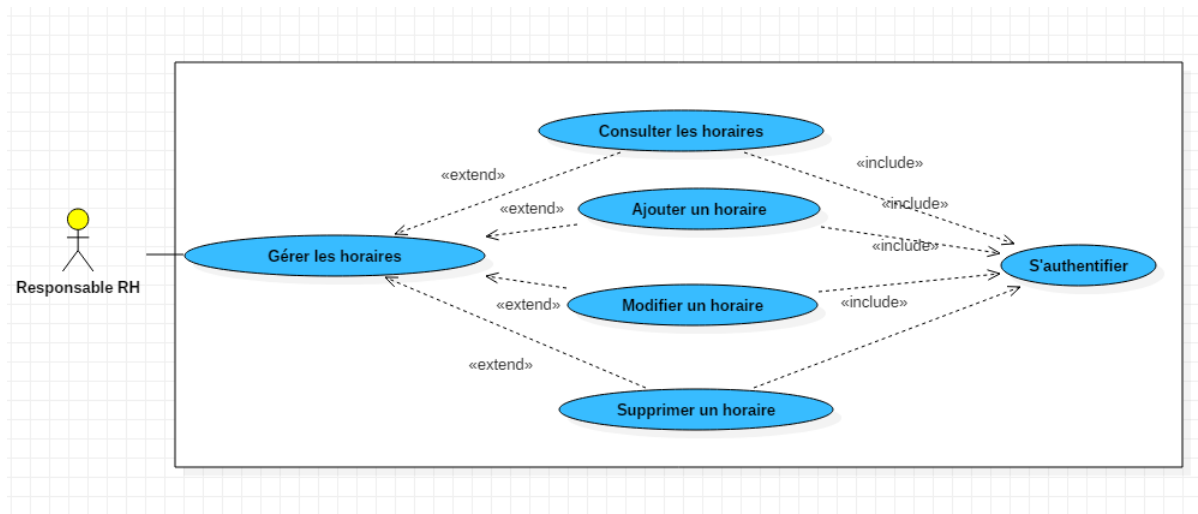 Consulter les horaires
«include»
«extend»
«include»
«extend»
Ajouter un horaire
«include»
Gérer les horaires
S'authentifier
Responsable RH
«extend»
Modifier un horaire
«include»
«extend»
Supprimer un horaire